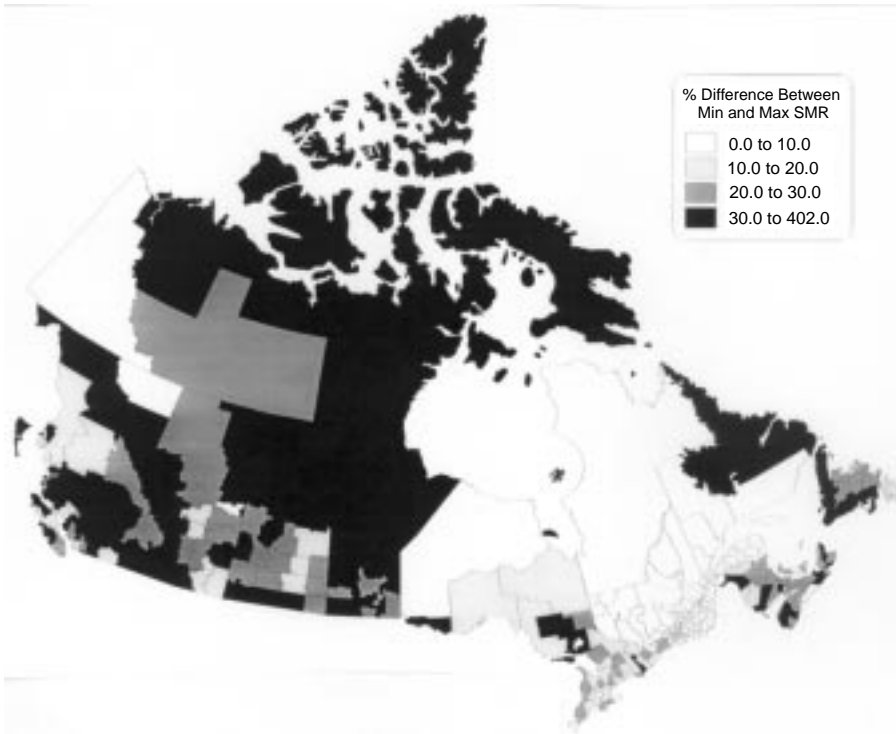 % Difference Between
Min and Max SMR
0.0 to 10.0
10.0 to 20.0
20.0 to 30.0
30.0 to 402.0